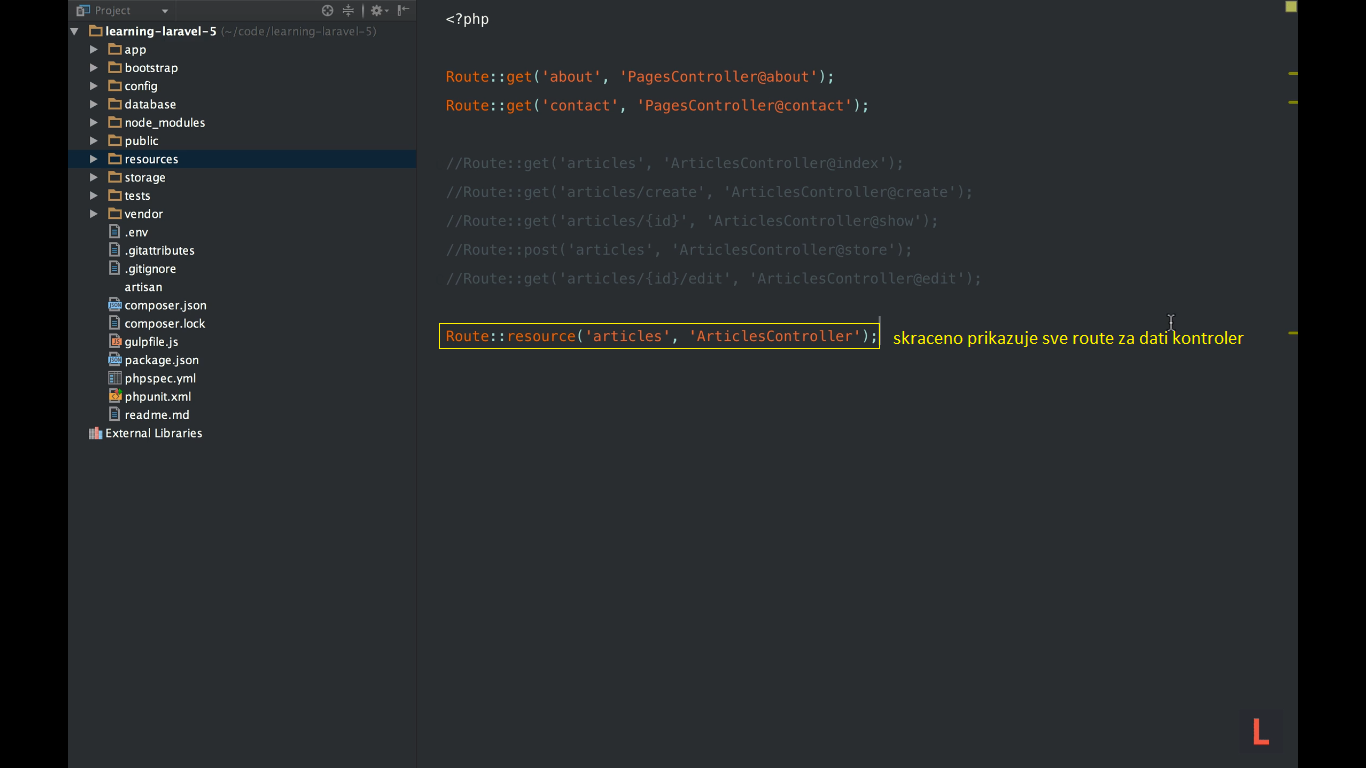 Project
learning-laravel-5 (~/code/learning-laravel-5)
app
bootstrap
config
database
node_modules
public
resources
storage
tests
vendor
.env
.gitattributes
.gitignore
artisan
composer.json
composer.lock
gulpfile.js
package.json
phpspec.yml
phpunit.xml
readme.md
External Libraries
<?php
Route::get('about', 'PagesController@about');
Route::get('contact', 'PagesController@contact');
//Route::get('articles', 'ArticlesController@index');
//Route::get('articles/create', 'ArticlesController@create');
//Route::get('articles/{id}', 'ArticlesController@show');
//Route::post('articles', 'ArticlesController@store');
//Route::get('articles/{id}/edit', 'ArticlesController@edit');
Route::resource('articles', 'ArticlesController'); skraceno prikazuje sve route za dati kontroler
L